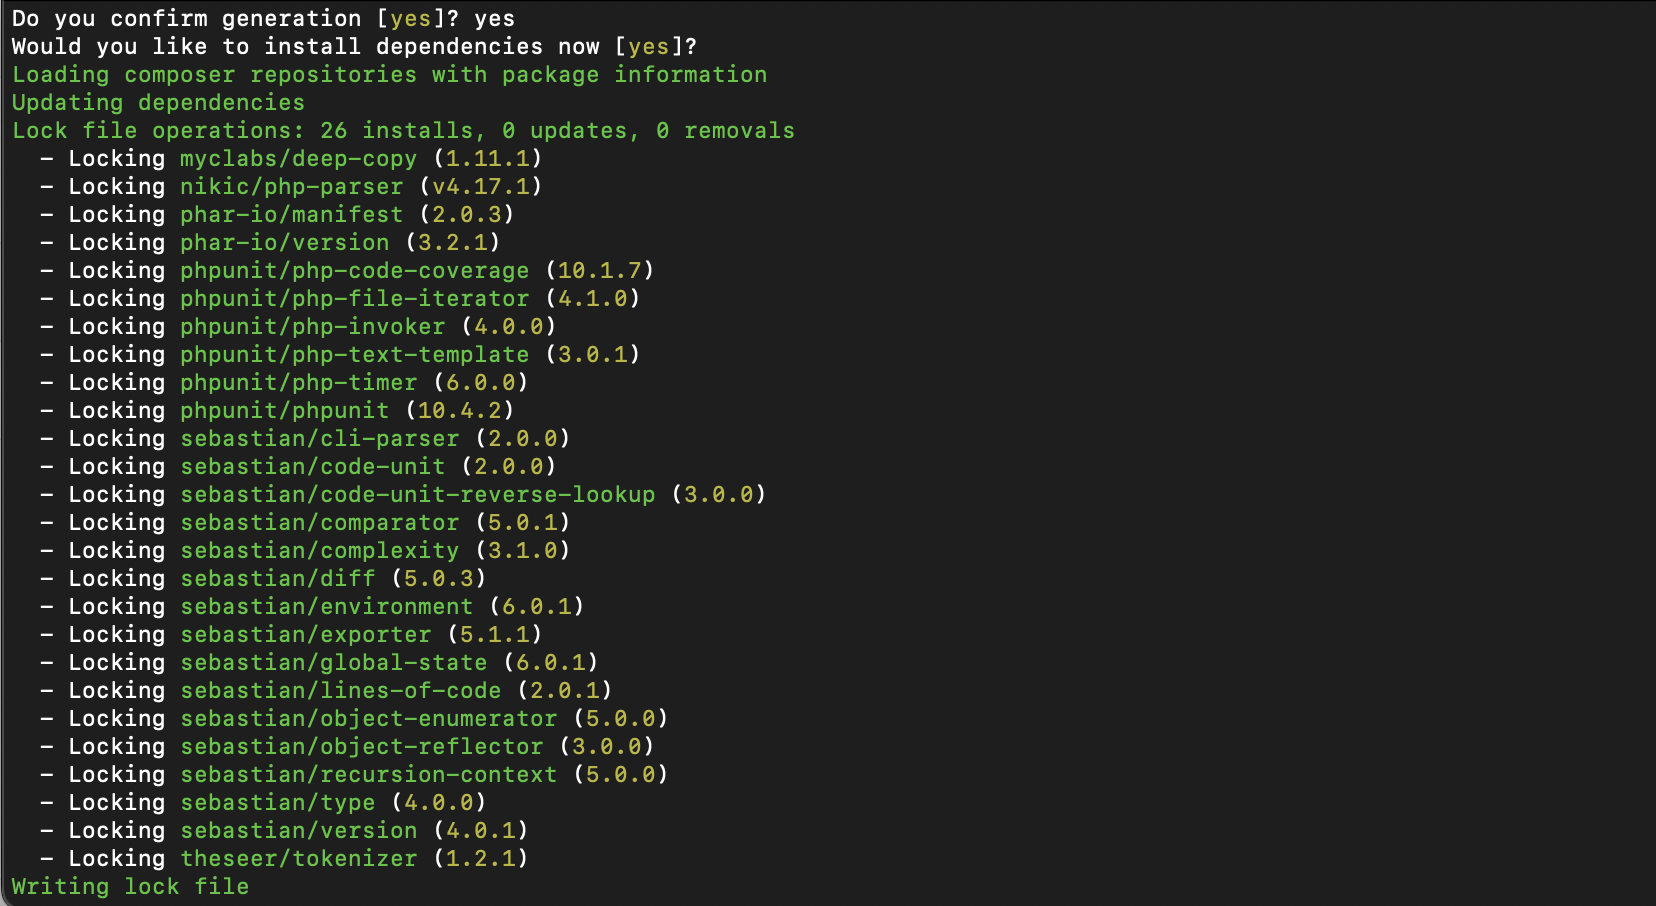 Do you confirm generation [yes]? yes
Would you like to install dependencies now [yes]?
Loading composer repositories with package information
Updating dependencies
Lock file operations: 26 installs, 0 updates, 0 removals
  - Locking myclabs/deep-copy (1.11.1)
  - Locking nikic/php-parser (v4.17.1)
  - Locking phar-io/manifest (2.0.3)
  - Locking phar-io/version (3.2.1)
  - Locking phpunit/php-code-coverage (10.1.7)
  - Locking phpunit/php-file-iterator (4.1.0)
  - Locking phpunit/php-invoker (4.0.0)
  - Locking phpunit/php-text-template (3.0.1)
  - Locking phpunit/php-timer (6.0.0)
  - Locking phpunit/phpunit (10.4.2)
  - Locking sebastian/cli-parser (2.0.0)
  - Locking sebastian/code-unit (2.0.0)
  - Locking sebastian/code-unit-reverse-lookup (3.0.0)
  - Locking sebastian/comparator (5.0.1)
  - Locking sebastian/complexity (3.1.0)
  - Locking sebastian/diff (5.0.3)
  - Locking sebastian/environment (6.0.1)
  - Locking sebastian/exporter (5.1.1)
  - Locking sebastian/global-state (6.0.1)
  - Locking sebastian/lines-of-code (2.0.1)
  - Locking sebastian/object-enumerator (5.0.0)
  - Locking sebastian/object-reflector (3.0.0)
  - Locking sebastian/recursion-context (5.0.0)
  - Locking sebastian/type (4.0.0)
  - Locking sebastian/version (4.0.1)
  - Locking theseer/tokenizer (1.2.1)
Writing lock file